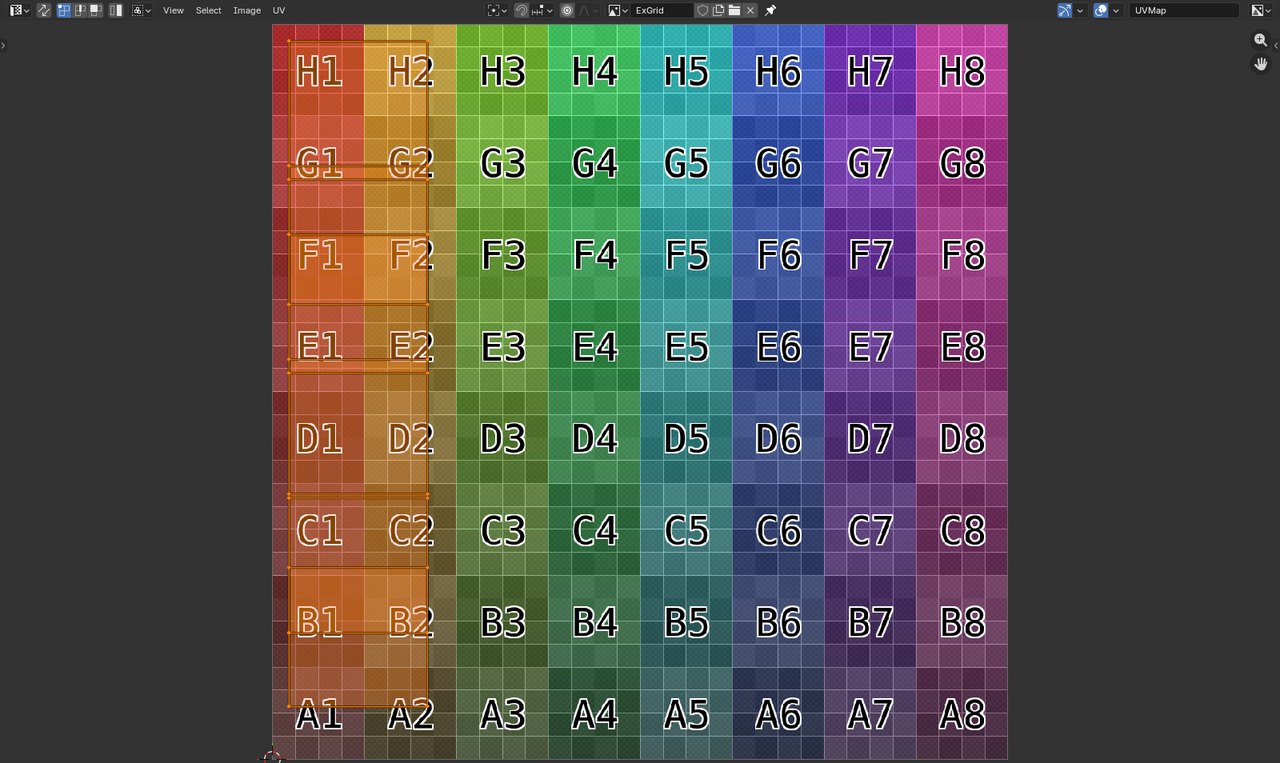 View Select Image UV ExGrid UVMap
H1 H2 H3 H4 H5 H6 H7 H8
G1 G2 G3 G4 G5 G6 G7 G8
F1 F2 F3 F4 F5 F6 F7 F8
E1 E2 E3 E4 E5 E6 E7 E8
D1 D2 D3 D4 D5 D6 D7 D8
C1 C2 C3 C4 C5 C6 C7 C8
B1 B2 B3 B4 B5 B6 B7 B8
A1 A2 A3 A4 A5 A6 A7 A8